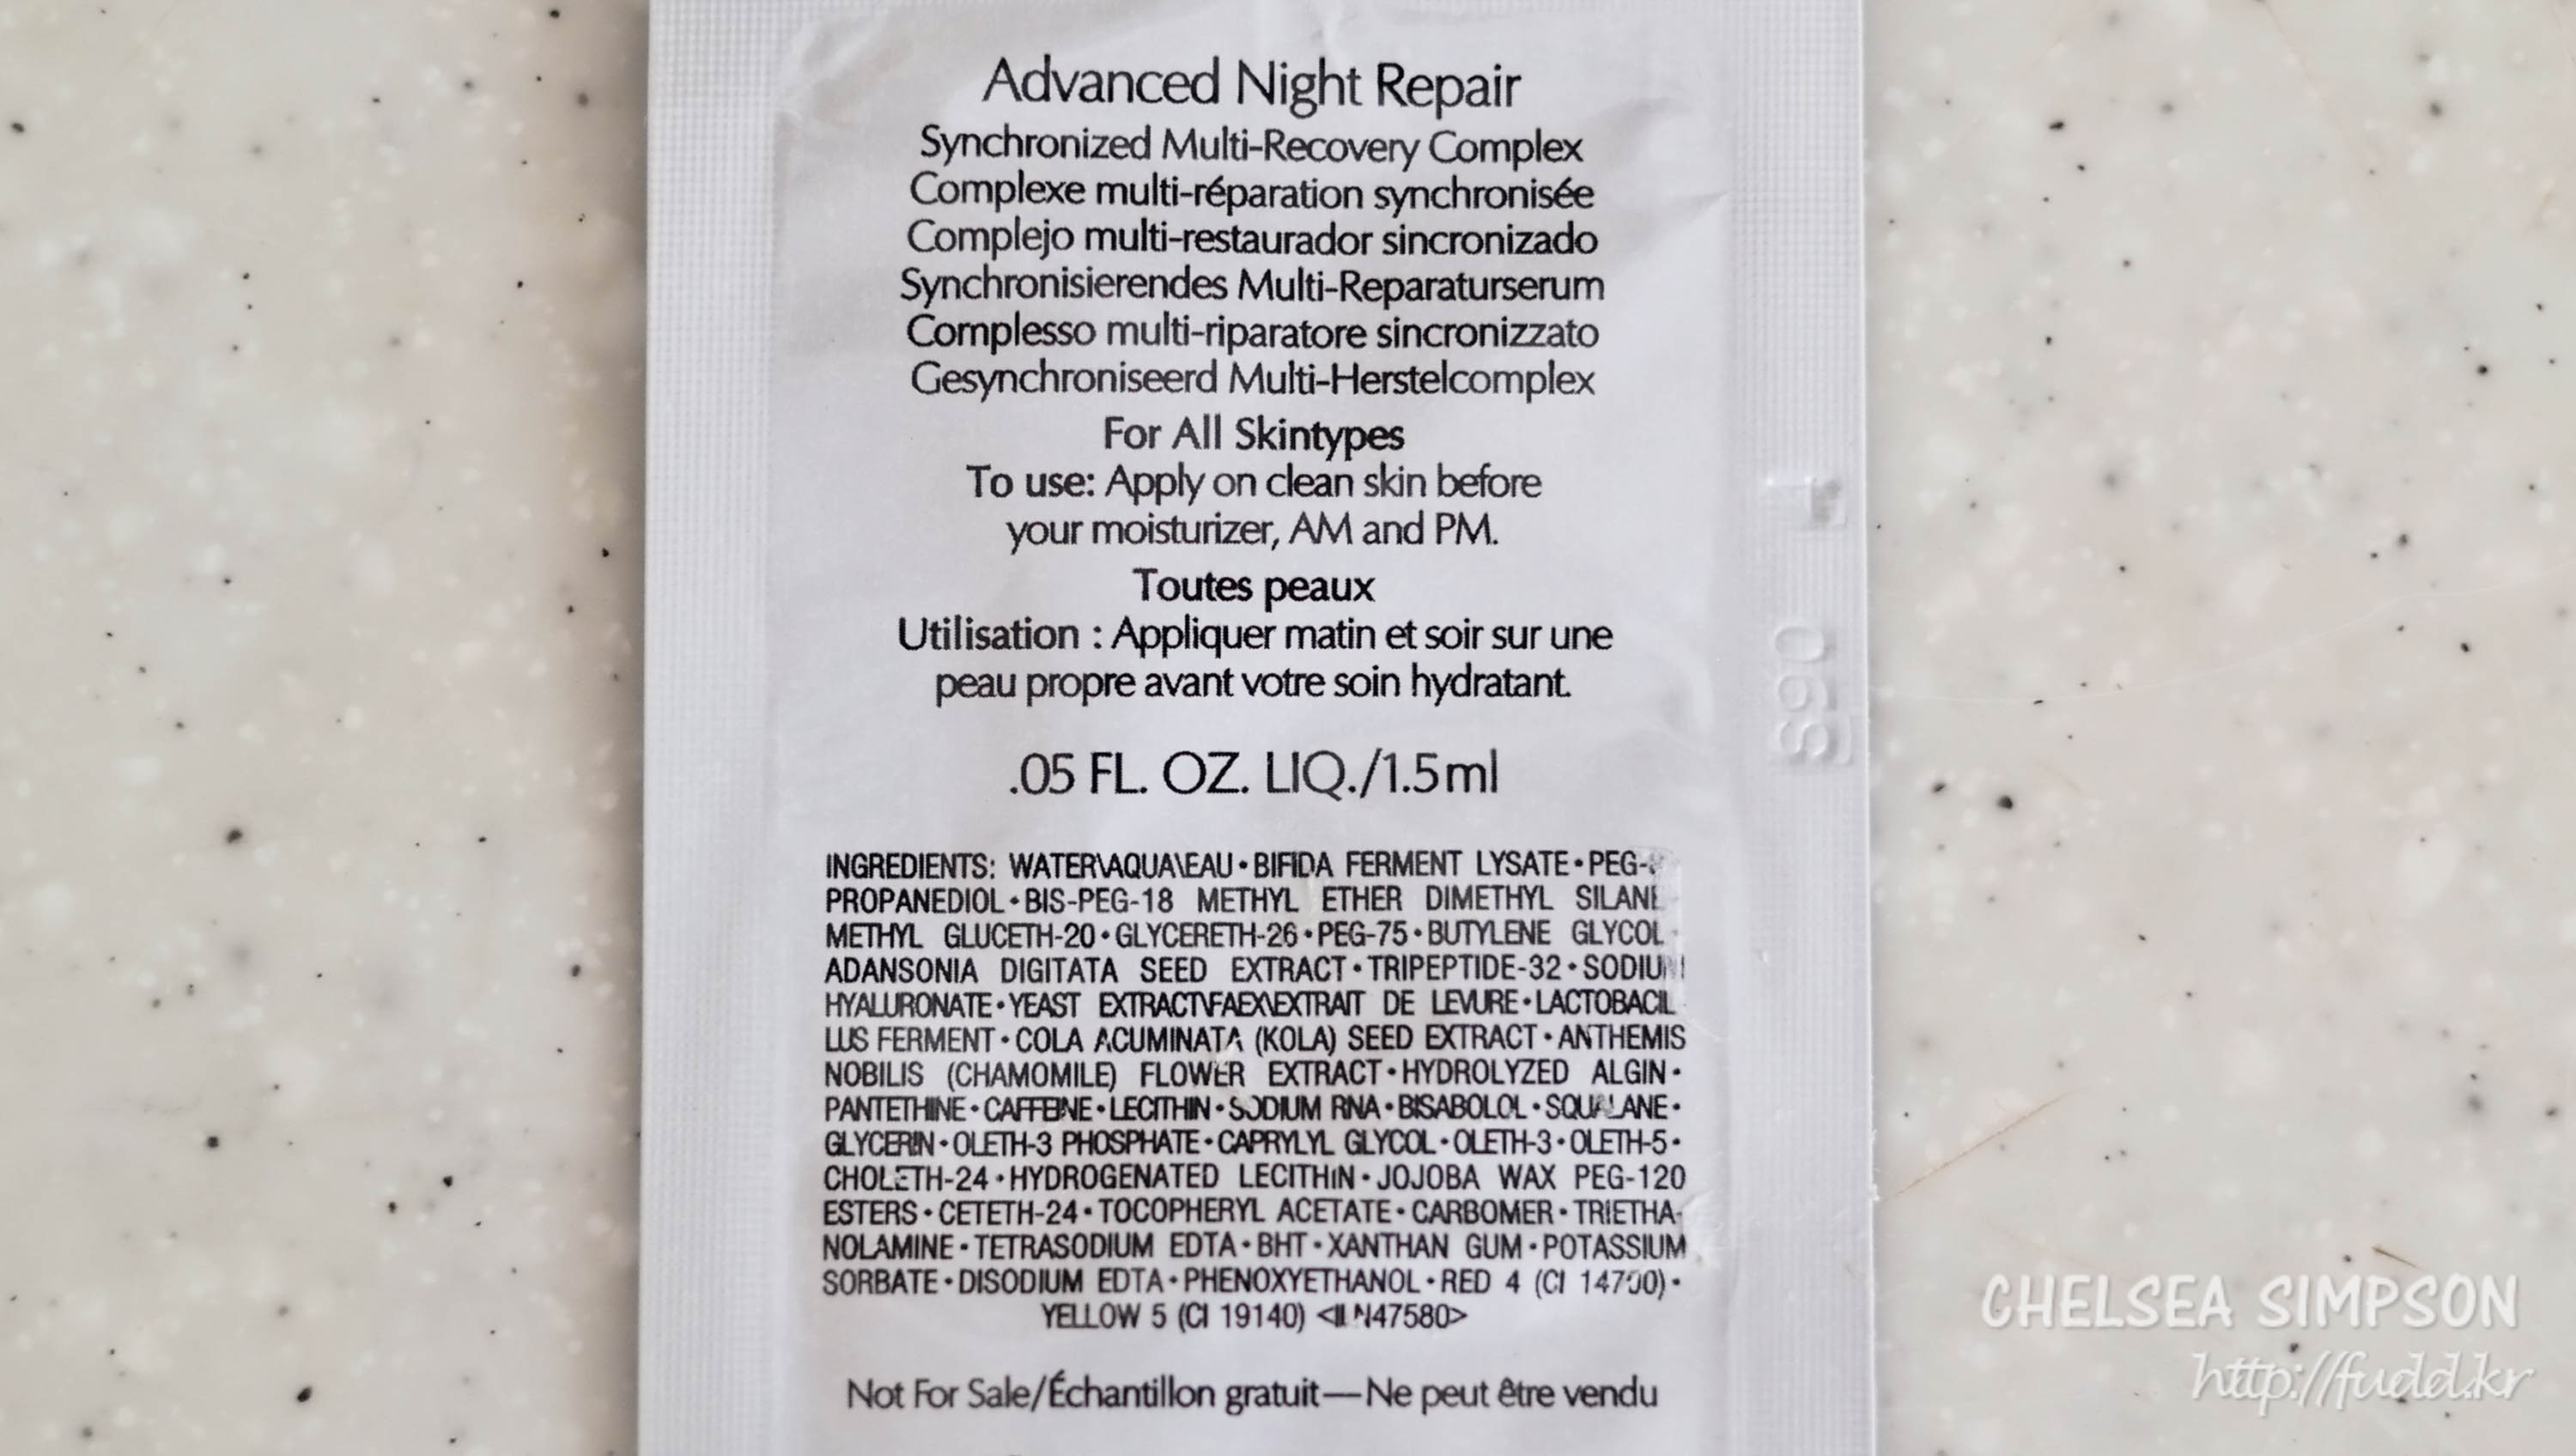 Advanced Night Repair
Synchronized Multi-Recovery Complex
Complexe multi-réparation synchronisée
Complejo multi-restaurador sincronizado
Synchronisierendes Multi-Reparaturserum
Complesso multi-riparatore sincronizzato
Gesynchroniseerd Multi-Herstelcomplex
For All Skintypes
To use: Apply on clean skin before
your moisturizer, AM and PM.
Toutes peaux
Utilisation : Appliquer matin et soir sur une
peau propre avant votre soin hydratant.
.05 FL. OZ. LIQ./1.5ml
INGREDIENTS: WATER\AQUA\EAU • BIFIDA FERMENT LYSATE •
PROPANEDIOL • BIS-PEG-18 METHYL ETHER DIMETHYL SILANE
METHYL GLUCETH-20 • GLYCERETH-26 • PEG-75 • BUTYLENE GLYCOL •
ADANSONIA DIGITATA SEED EXTRACT • TRIPEPTIDE-32 • SODIUM
HYALURONATE • YEAST EXTRACT\FAEX\EXTRAIT DE LEVURE • LACTOBACIL
LUS FERMENT • COLA ACUMINATA (KOLA) SEED EXTRACT • ANTHEMIS
NOBILIS (CHAMOMILE) FLOWER EXTRACT • HYDROLYZED ALGIN •
PANTETHINE • CAFFEINE • LECITHIN • SODIUM RNA • BISABOLOL • SQUALANE •
GLYCERIN • OLETH-3 PHOSPHATE • CAPRYLYL GLYCOL • OLETH-3 • OLETH-5 •
CHOLETH-24 • HYDROGENATED LECITHIN • JOJOBA WAX PEG-120
ESTERS • CETETH-24 • TOCOPHERYL ACETATE • CARBOMER • TRIETHA-
NOLAMINE • TETRASODIUM EDTA • BHT • XANTHAN GUM • POTASSIUM
SORBATE • DISODIUM EDTA • PHENOXYETHANOL • RED 4 (CI 14700) •
YELLOW 5 (CI 19140) <ILN47580>
Not For Sale/Échantillon gratuit—Ne peut être vendu
CHELSEA SIMPSON
http://fudd.kr